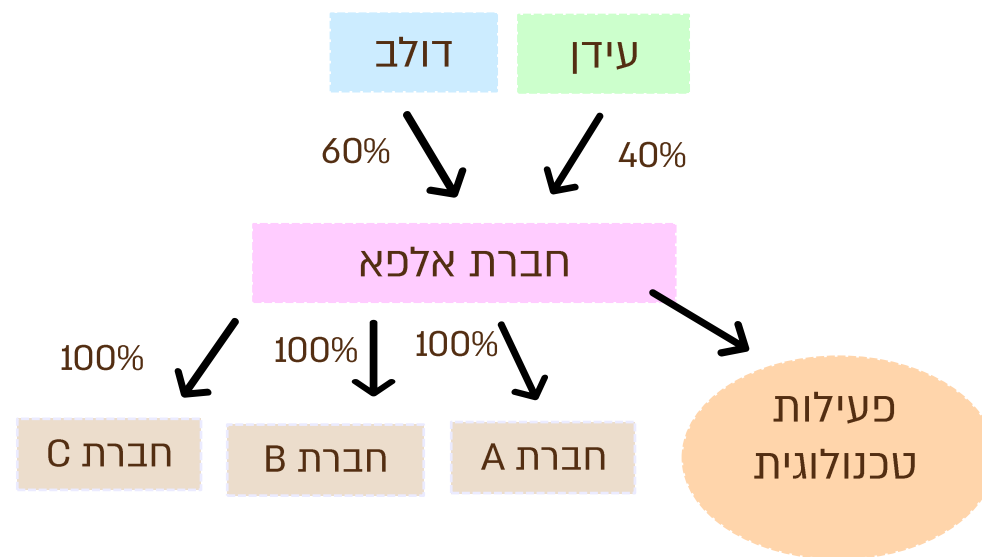 עידן
דולב
40%
60%
חברת אלפא
100%
100%
100%
חברת A
חברת B
חברת C
פעילות
טכנולוגית